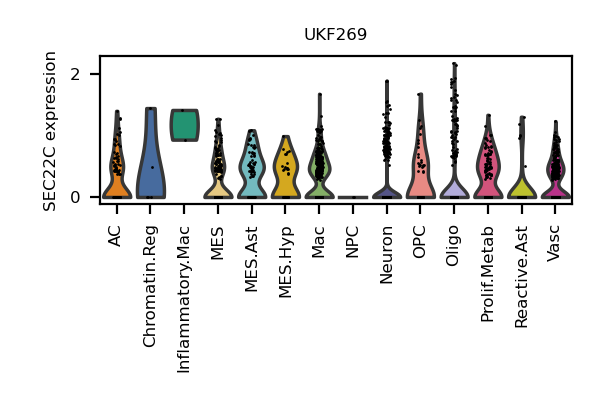 UKF269
SEC22C expression
2
0
AC
Chromatin.Reg
Inflammatory.Mac
MES
MES.Ast
MES.Hyp
Mac
NPC
Neuron
OPC
Oligo
Prolif.Metab
Reactive.Ast
Vasc